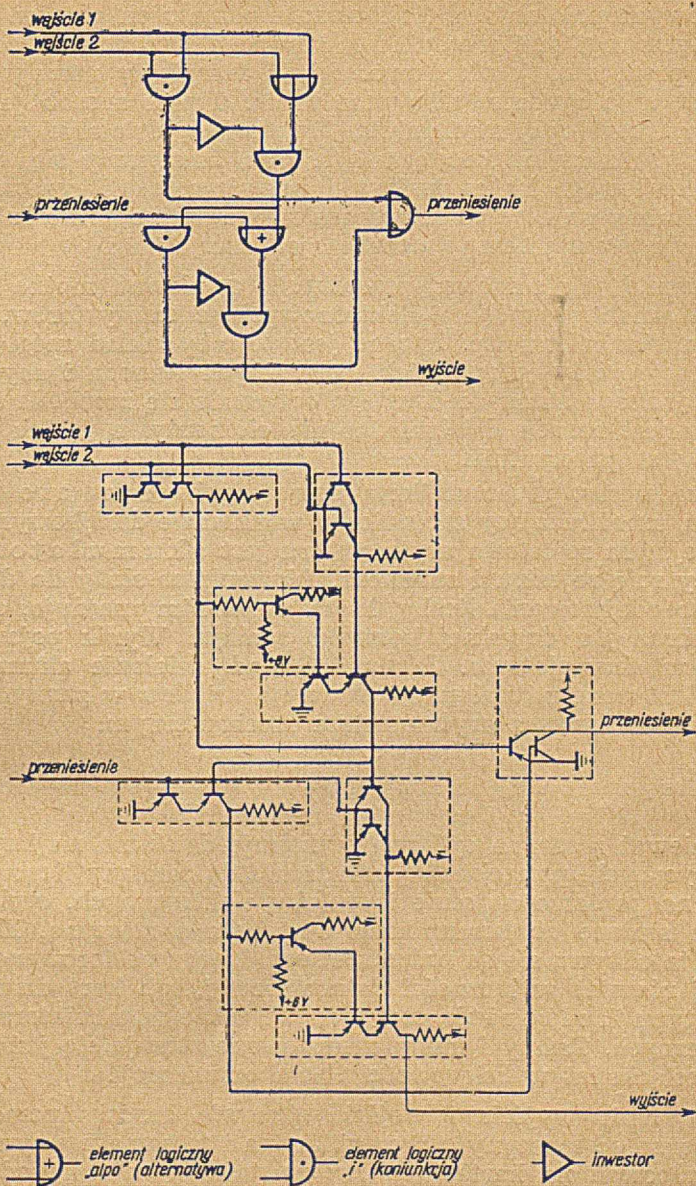 wejście 1
wejście 2
przeniesienie
przeniesienie
wyjście
wejście 1
wejście 2
+6V
przeniesienie
przeniesienie
+6V
wyjście
element logiczny
„alpo” (alternatywa)
element logiczny
„i” (koniunkcja)
inwestor